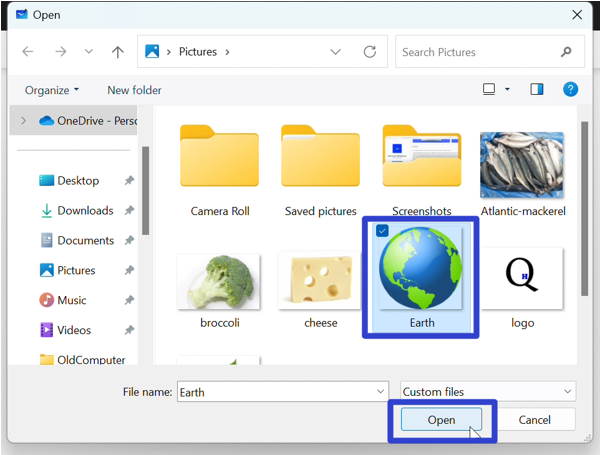 Open
Pictures
Search Pictures
Organize
New folder
OneDrive - Perso
Desktop
Downloads
Documents
Pictures
Music
Videos
OldComputer
Camera Roll
Saved pictures
Screenshots
Atlantic-mackerel
broccoli
cheese
Earth
QH
logo
File name:
Earth
Custom files
Open
Cancel